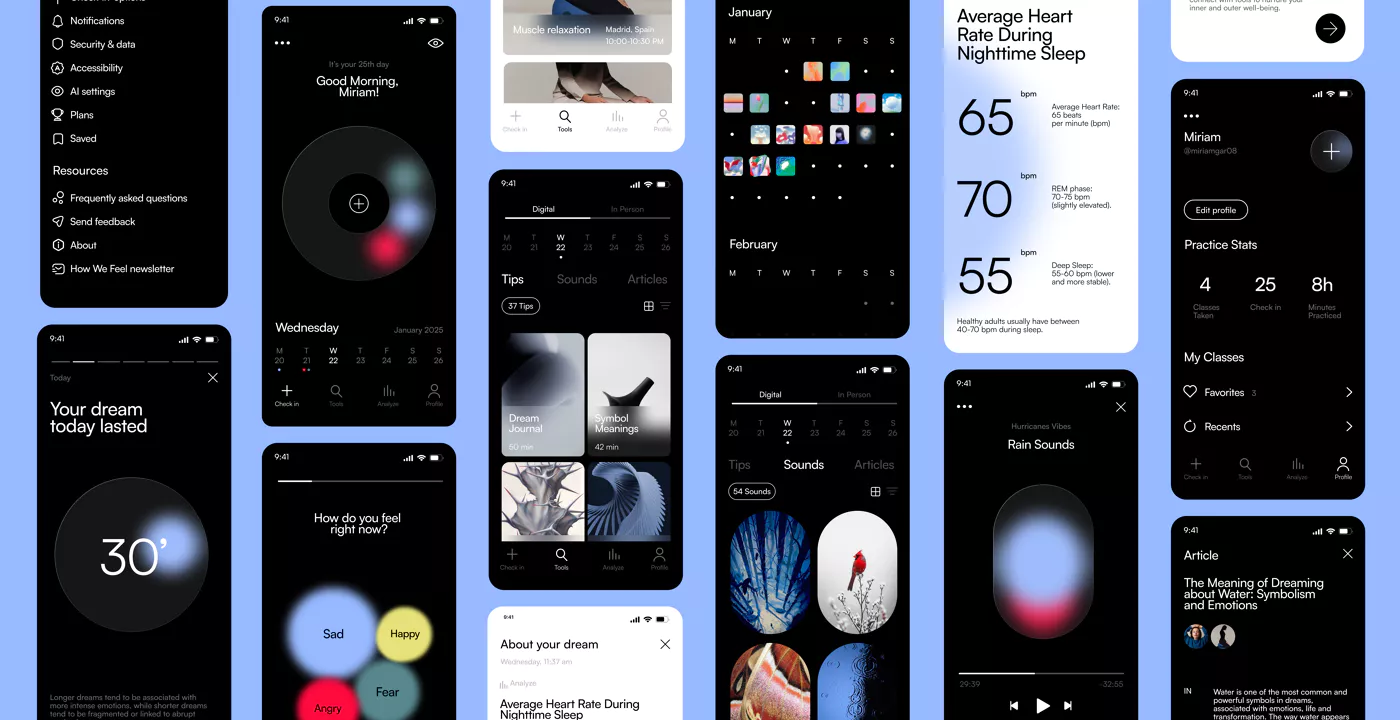 Notifications
Security & data
Accessibility
AI settings
Plans
Saved
Resources
Frequently asked questions
Send feedback
About
How We Feel newsletter
9:41
Today
Your dream
today lasted
30’
Longer dreams tend to be associated with
more intense emotions, while shorter dreams
tend to be fragmented or linked to abrupt
9:41
It's your 25th day
Good Morning,
Miriam!
Wednesday
January 2025
M T W T F S S
20 21 22 23 24 25 26
Check in Tools Analyze Profile
9:41
How do you feel
right now?
Sad
Happy
Fear
Angry
Muscle relaxation
Madrid, Spain
10:00-10:30 PM
Check in Tools Analyze Profile
9:41
Digital In Person
M T W T F S S
20 21 22 23 24 25 26
Tips Sounds Articles
37 Tips
Dream
Journal
50 min
Symbol
Meanings
42 min
Check in Tools Analyze Profile
9:41
About your dream
Wednesday, 11:37 am
Analyze
Average Heart Rate During
Nighttime Sleep
January
M T W T F S S
February
M T W T F S S
9:41
Digital In Person
M T W T F S S
20 21 22 23 24 25 26
Tips Sounds Articles
54 Sounds
Average Heart
Rate During
Nighttime Sleep
65 bpm
Average Heart Rate:
65 beats
per minute (bpm)
70 bpm
REM phase:
70-75 bpm
(slightly elevated).
55 bpm
Deep Sleep:
55-60 bpm (lower
and more stable).
Healthy adults usually have between
40-70 bpm during sleep.
9:41
Hurricanes Vibes
Rain Sounds
29:39 -32:55
inner and outer well-being.
9:41
Miriam
@miriamgar08
Edit profile
Practice Stats
4 25 8h
Classes
Taken
Check in
Minutes
Practiced
My Classes
Favorites 3
Recents
Check in Tools Analyze Profile
9:41
Article
The Meaning of Dreaming
about Water: Symbolism
and Emotions
IN
Water is one of the most common and
powerful symbols in dreams,
associated with emotions, life and
transformation. The way water appears